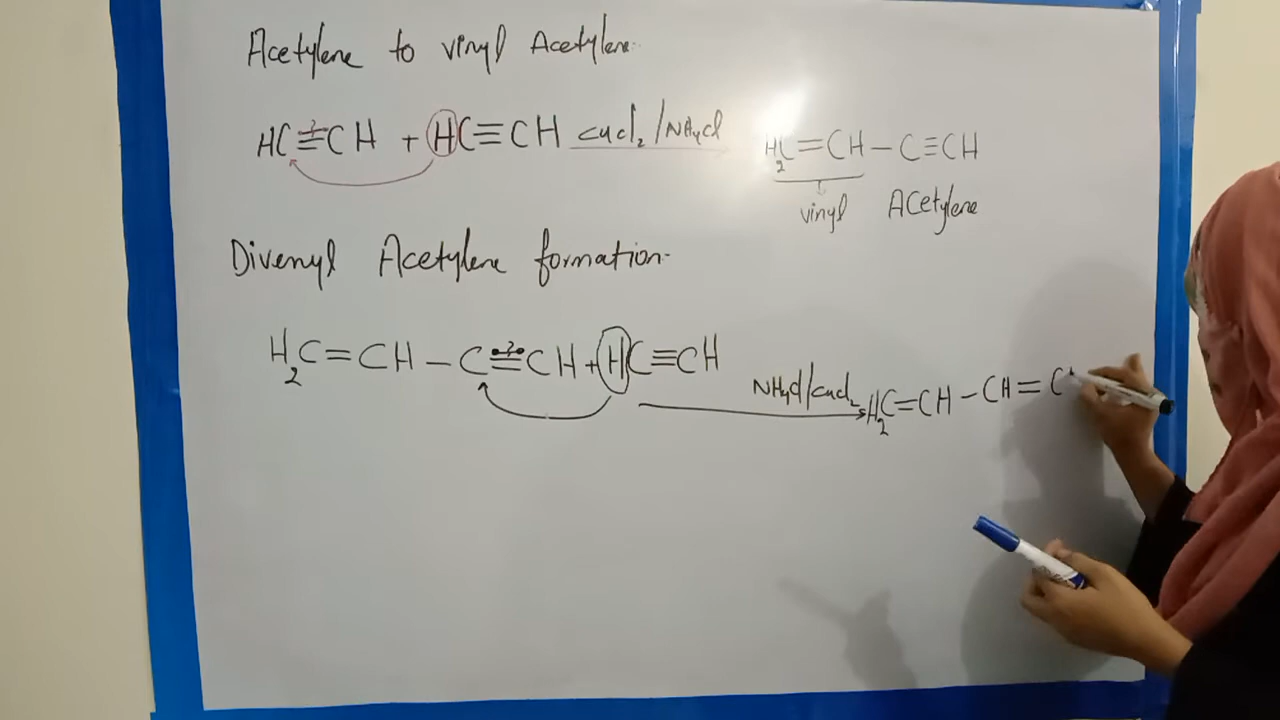 Acetylene to vinyl Acetylene.
HC≡CH + HC≡CH CuCl₂/NH₄Cl H₂C=CH–C≡CH
vinyl Acetylene
Divenyl Acetylene formation.
H₂C=CH–C≡CH+HC≡CH NH₄Cl/CuCl₂ H₂C=CH–CH=C